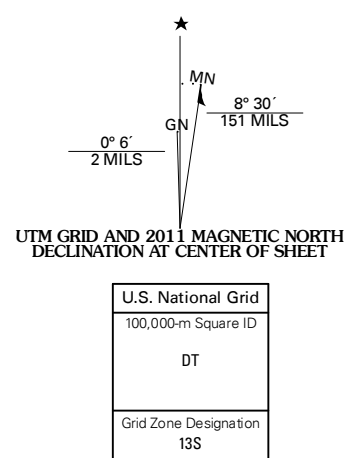 ★
MN
8° 30´
151 MILS
GN
0° 6´
2 MILS
UTM GRID AND 2011 MAGNETIC NORTH
DECLINATION AT CENTER OF SHEET
U.S. National Grid
100,000-m Square ID
DT
Grid Zone Designation
13S